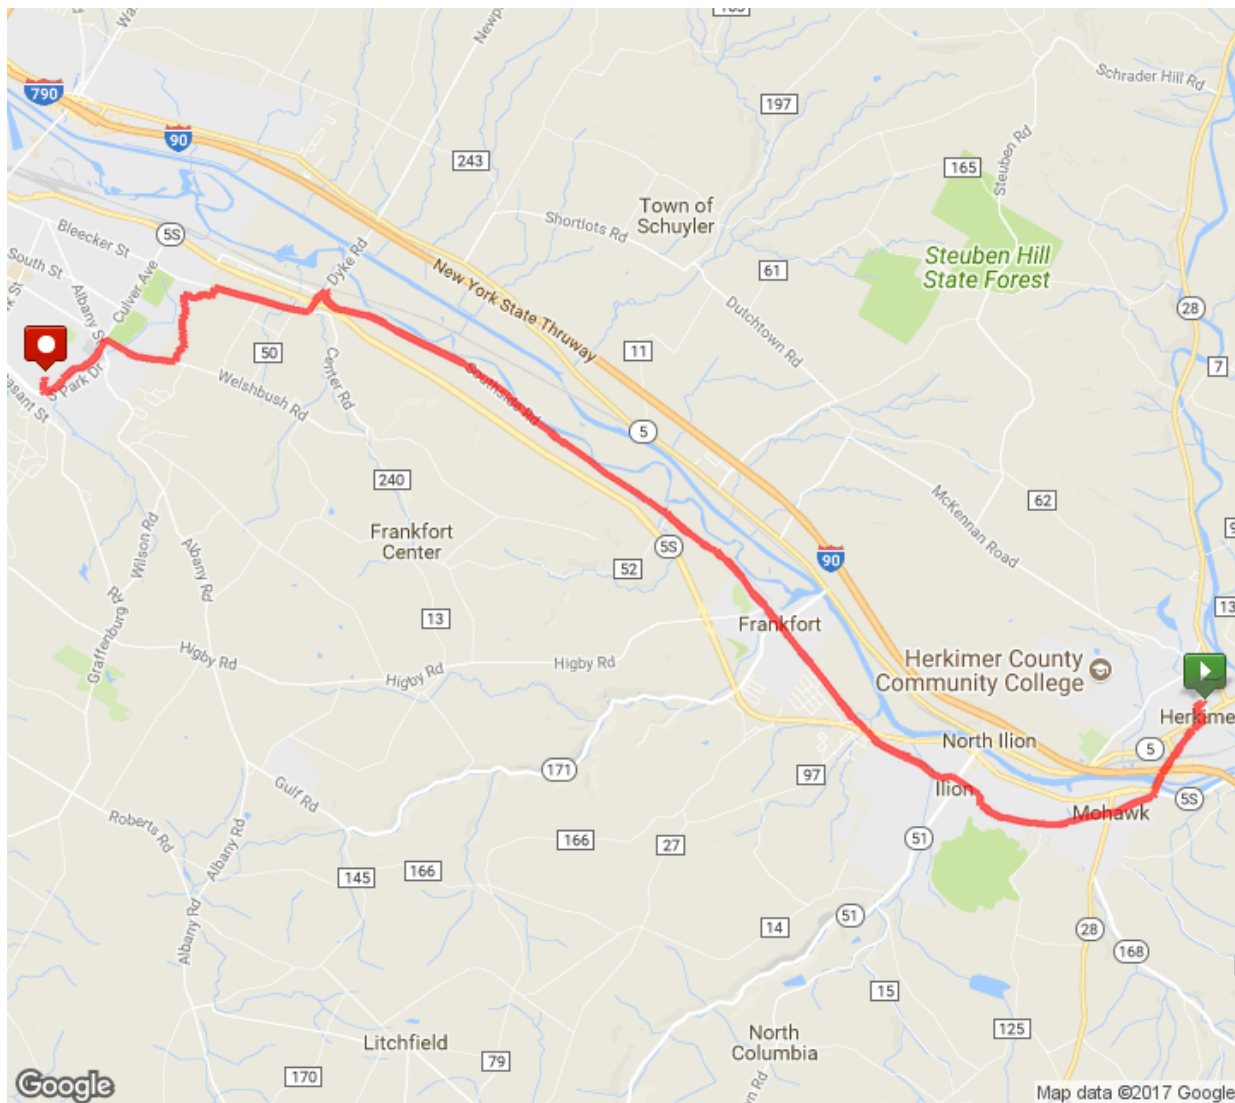 790
90
243
197
Schrader Hill Rd
165
Steuben Rd
Town of
Schuyler
Shortlots Rd
Bleecker St
5S
Dyke Rd
South St
Culver Ave
Albany St
Steuben Hill
State Forest
New York State Thruway
61
28
Dutchtown Rd
7
50
11
S Park Dr
Welshbush Rd
Center Rd
Southside Rd
5
240
62
McKennan Road
Frankfort
Center
Wilson Rd
Albany Rd
5S
52
90
13
13
Frankfort
Graffenburg Rd
Higby Rd
Higby Rd
Higby Rd
Herkimer County
Community College
Herkime
North Ilion
5
171
97
Ilion
5S
Gulf Rd
Mohawk
Roberts Rd
Albany Rd
166
27
51
145
166
Albany Rd
14
51
28
168
15
Litchfield
North
Columbia
125
79
170
Google
Map data ©2017 Google